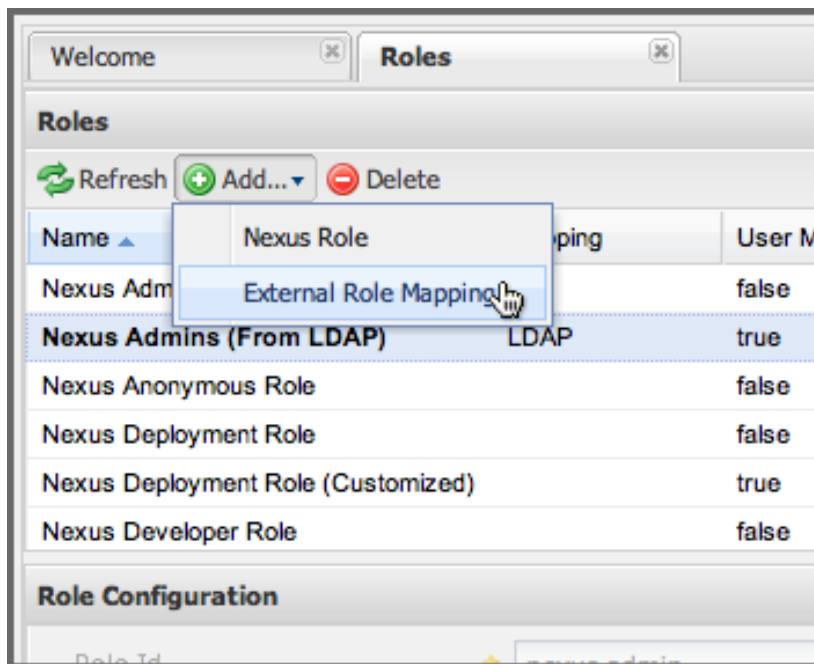 Welcome Roles
Roles
Refresh Add... Delete
Name pping User M
Nexus Role
External Role Mapping
Nexus Adm false
Nexus Admins (From LDAP) LDAP true
Nexus Anonymous Role false
Nexus Deployment Role false
Nexus Deployment Role (Customized) true
Nexus Developer Role false
Role Configuration
Role Id